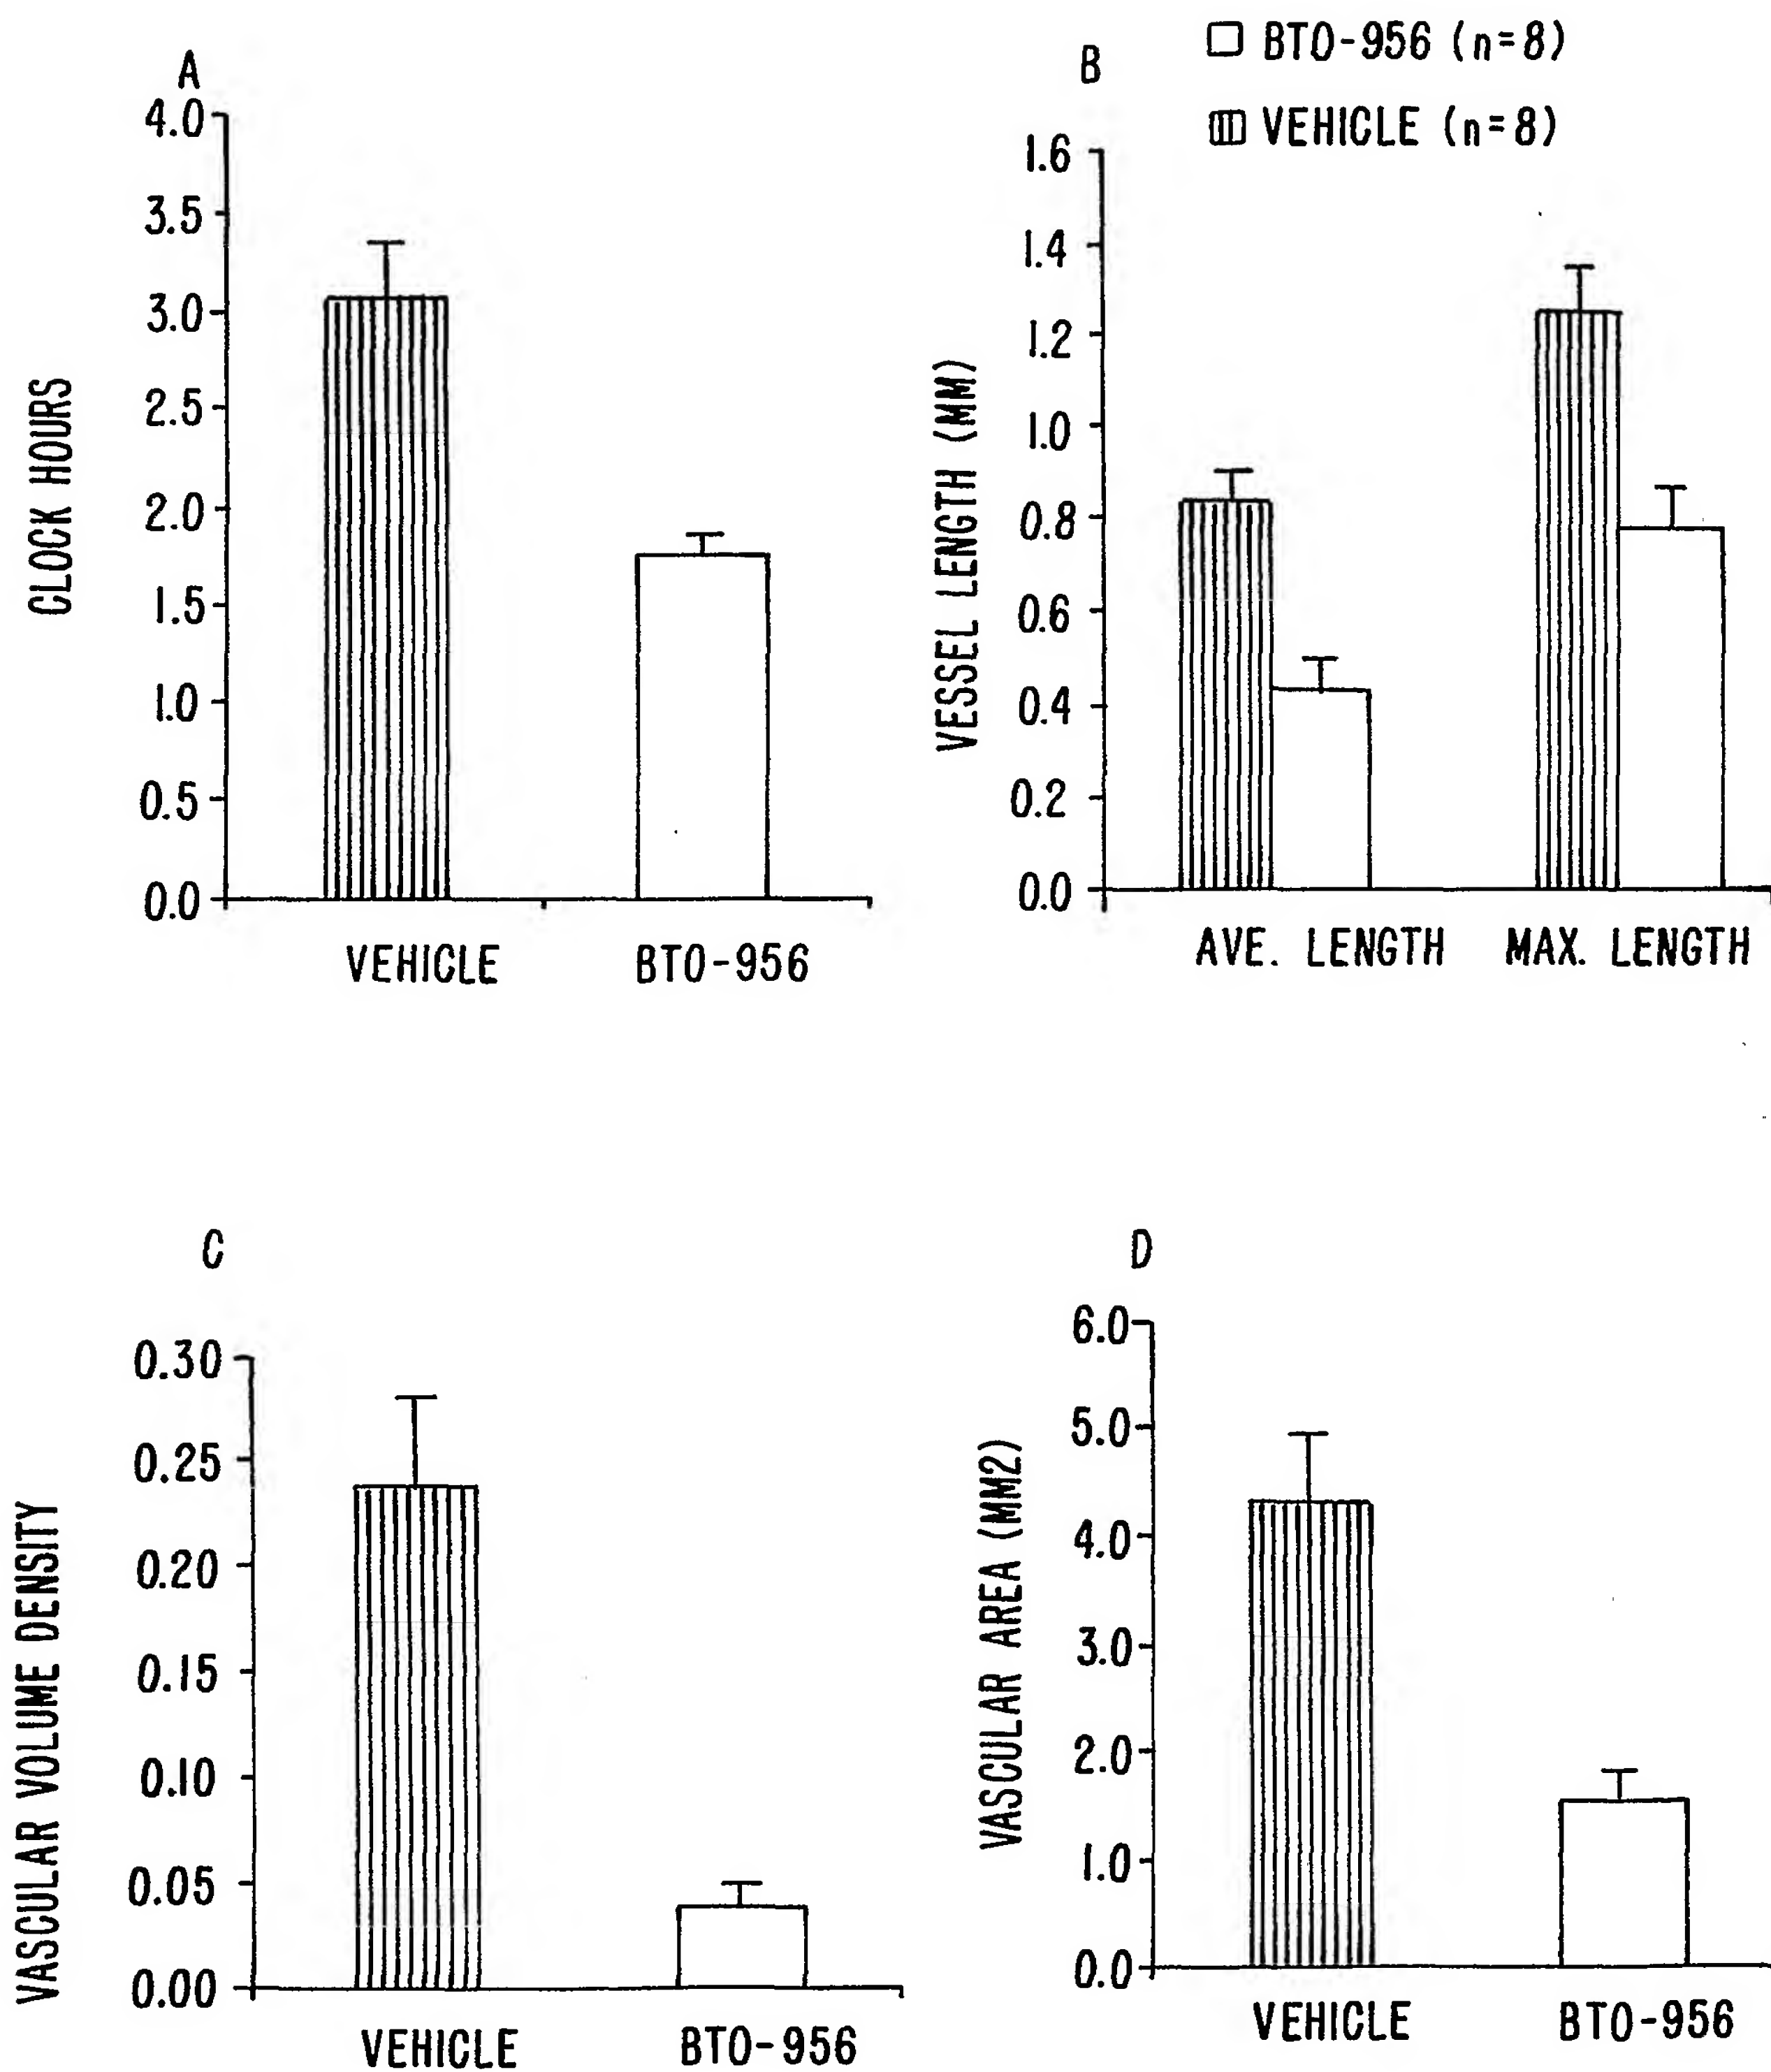 A
4.0
3.5
3.0
2.5
2.0
1.5
1.0
0.5
0.0
CLOCK HOURS
VEHICLE
BTO-956
B
BTO-956 (n=8)
VEHICLE (n=8)
1.6
1.4
1.2
1.0
0.8
0.6
0.4
0.2
0.0
VESSEL LENGTH (MM)
AVE. LENGTH
MAX. LENGTH
C
0.30
0.25
0.20
0.15
0.10
0.05
0.00
VASCULAR VOLUME DENSITY
VEHICLE
BTO-956
D
6.0
5.0
4.0
3.0
2.0
1.0
0.0
VASCULAR AREA (MM2)
VEHICLE
BTO-956